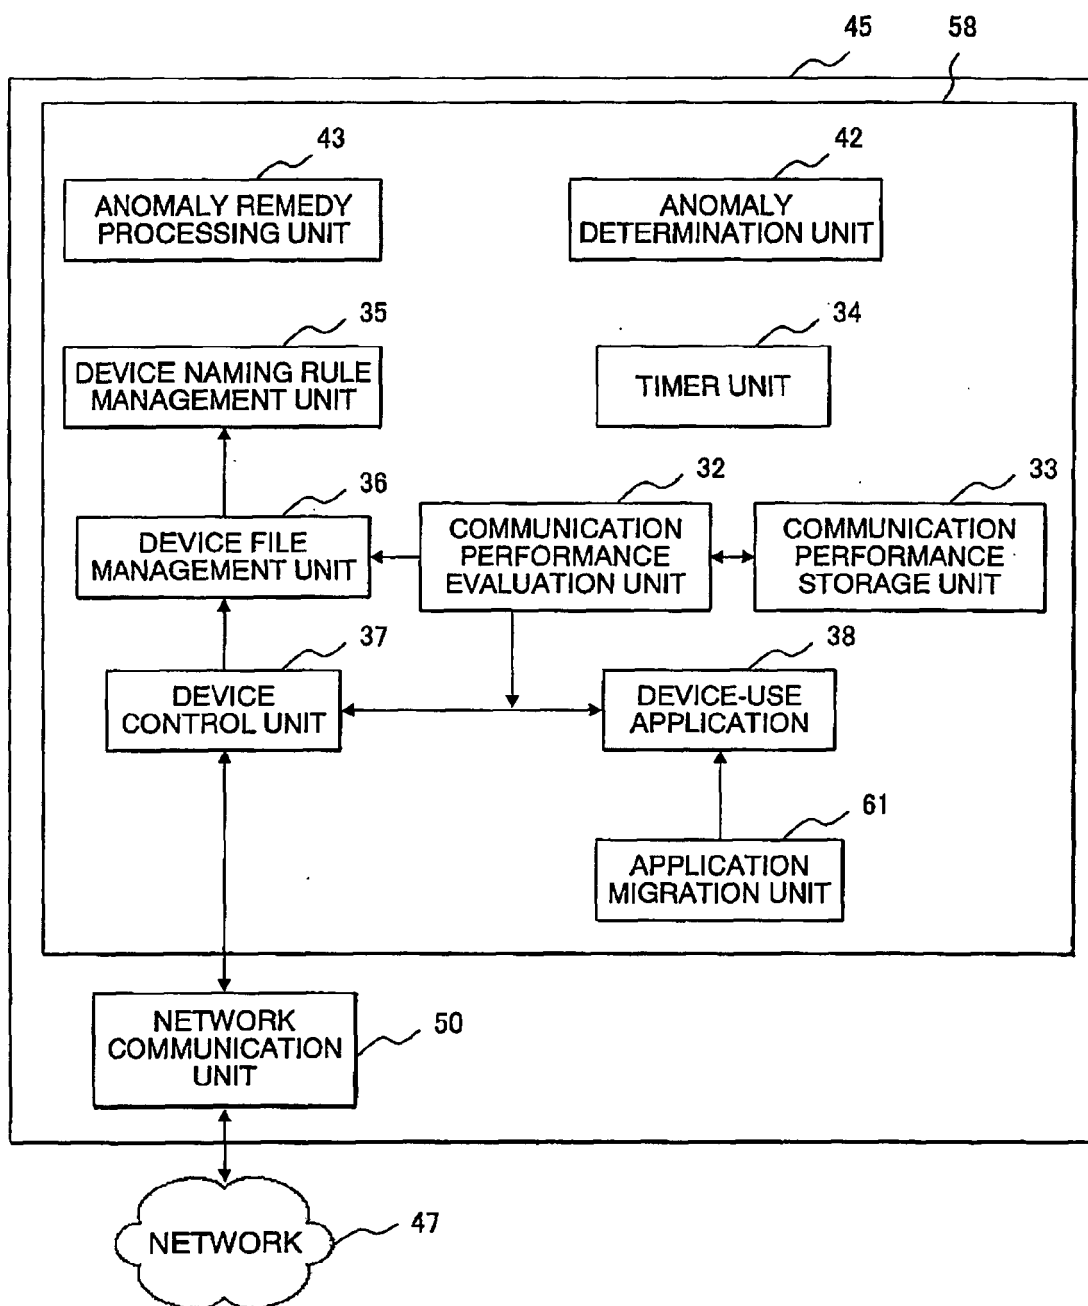 45
58
43
42
ANOMALY REMEDY
PROCESSING UNIT
ANOMALY
DETERMINATION UNIT
35
34
DEVICE NAMING RULE
MANAGEMENT UNIT
TIMER UNIT
36
32
33
DEVICE FILE
MANAGEMENT UNIT
COMMUNICATION
PERFORMANCE
EVALUATION UNIT
COMMUNICATION
PERFORMANCE
STORAGE UNIT
37
38
DEVICE
CONTROL UNIT
DEVICE-USE
APPLICATION
61
APPLICATION
MIGRATION UNIT
NETWORK
COMMUNICATION
UNIT
50
NETWORK
47